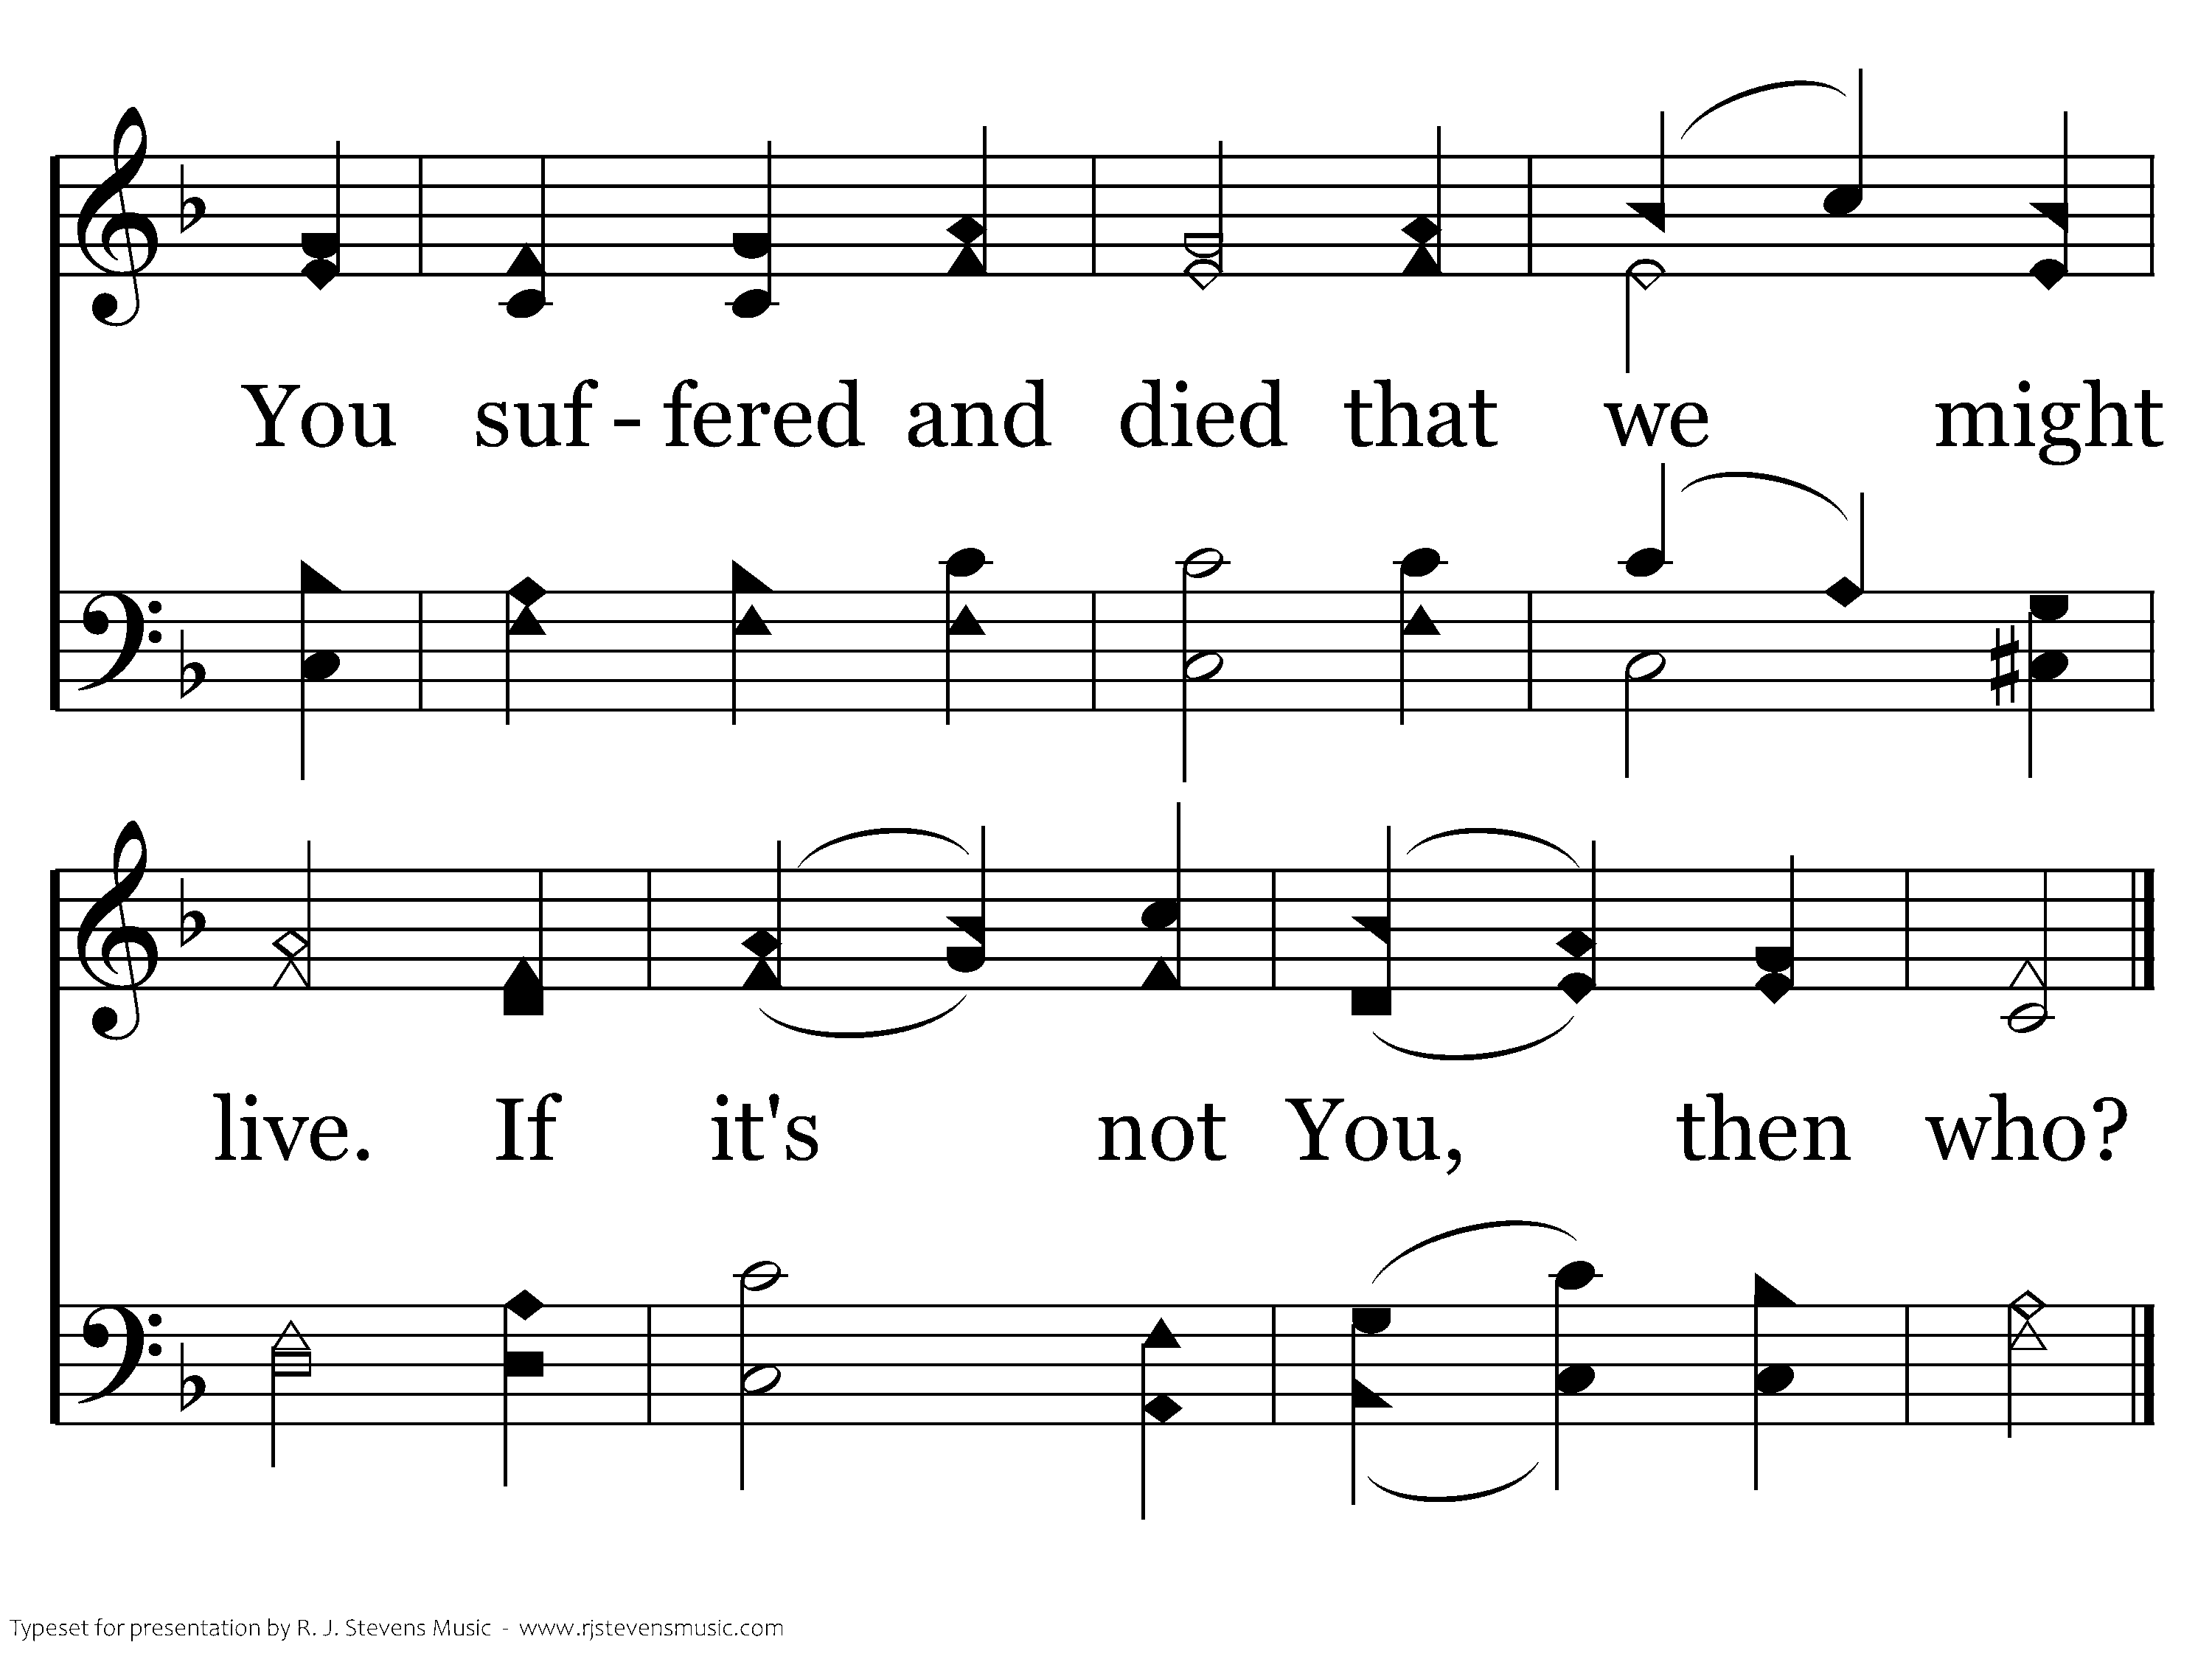 You suf - fered and died that we might
live. If it's not You, then who?
Typeset for presentation by R. J. Stevens Music - www.rjstevensmusic.com